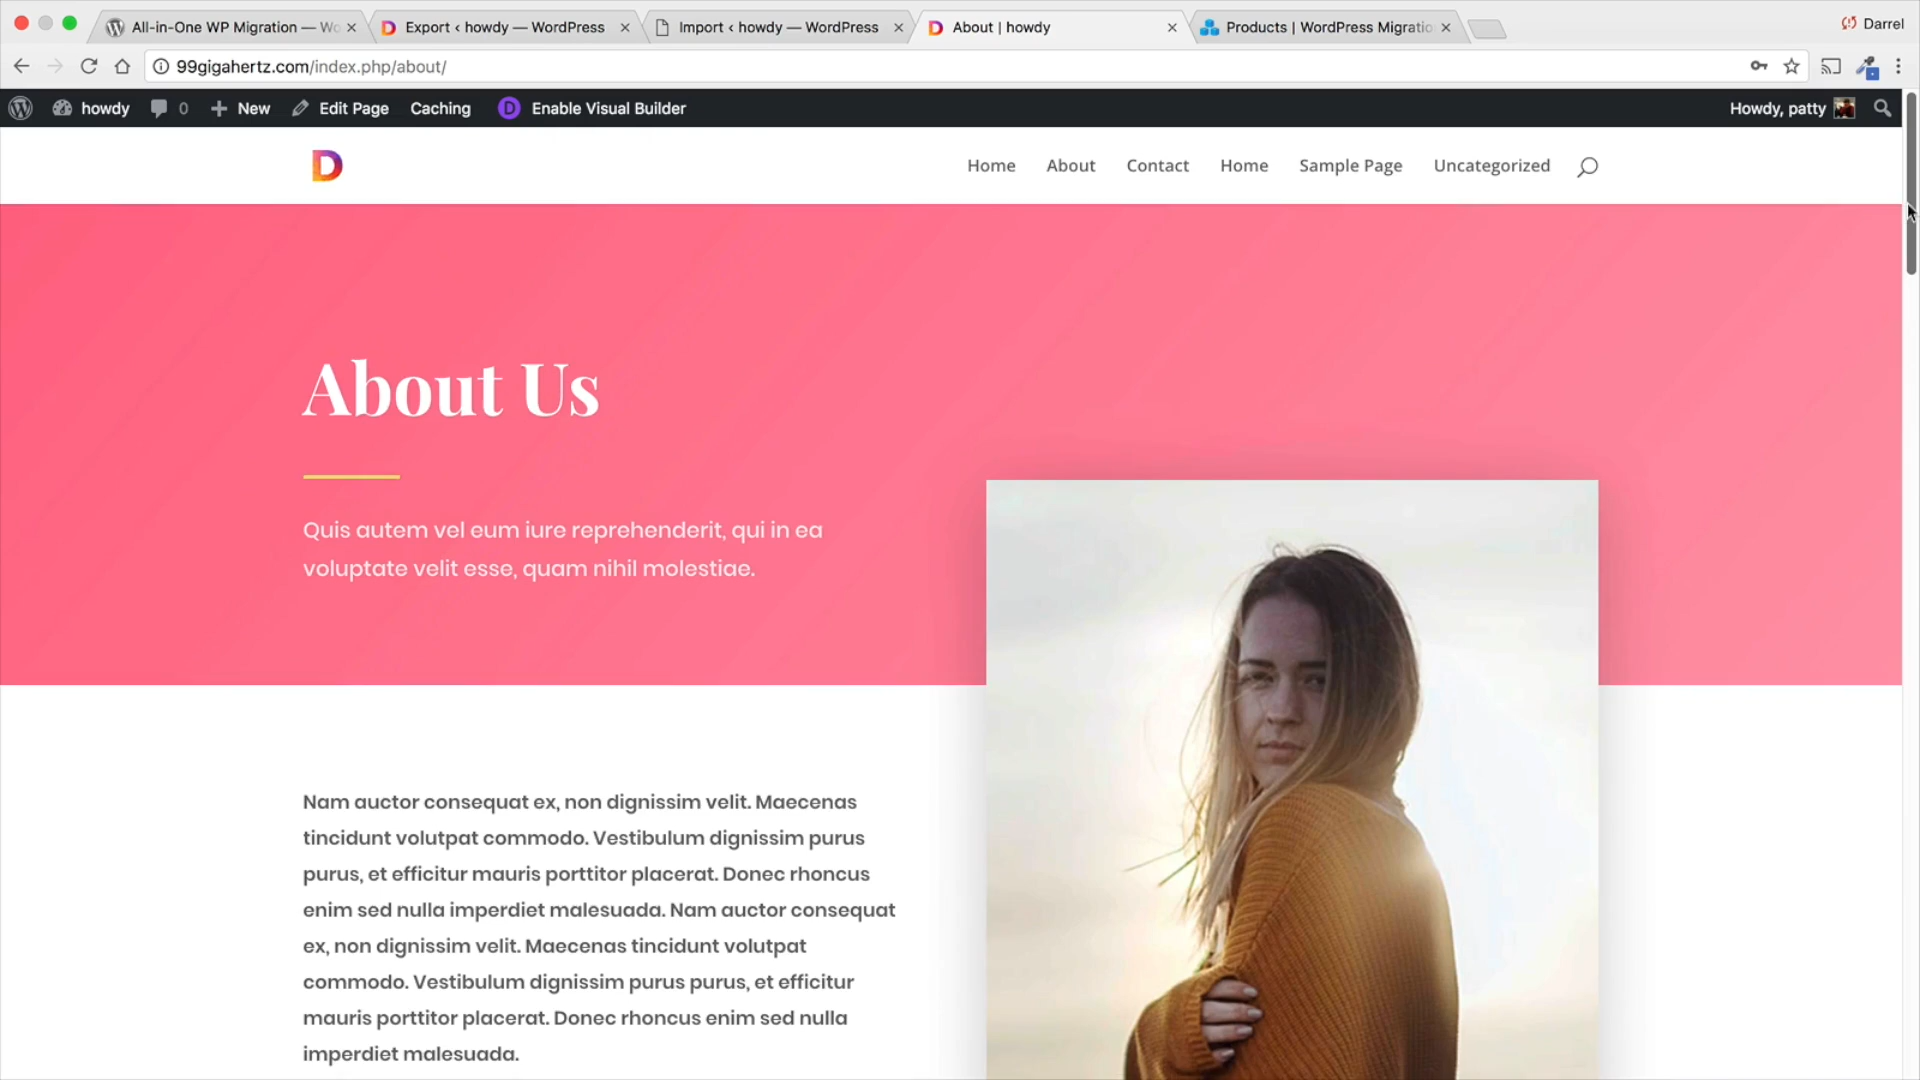 All-in-One WP Migration — Wo
Export ‹ howdy — WordPress
Import ‹ howdy — WordPress
About | howdy
Products | WordPress Migratio
Darrel
99gigahertz.com/index.php/about/
howdy
0
New
Edit Page
Caching
D
Enable Visual Builder
Howdy, patty
D
Home
About
Contact
Home
Sample Page
Uncategorized
About Us
Quis autem vel eum iure reprehenderit, qui in ea
voluptate velit esse, quam nihil molestiae.
Nam auctor consequat ex, non dignissim velit. Maecenas
tincidunt volutpat commodo. Vestibulum dignissim purus
purus, et efficitur mauris porttitor placerat. Donec rhoncus
enim sed nulla imperdiet malesuada. Nam auctor consequat
ex, non dignissim velit. Maecenas tincidunt volutpat
commodo. Vestibulum dignissim purus purus, et efficitur
mauris porttitor placerat. Donec rhoncus enim sed nulla
imperdiet malesuada.